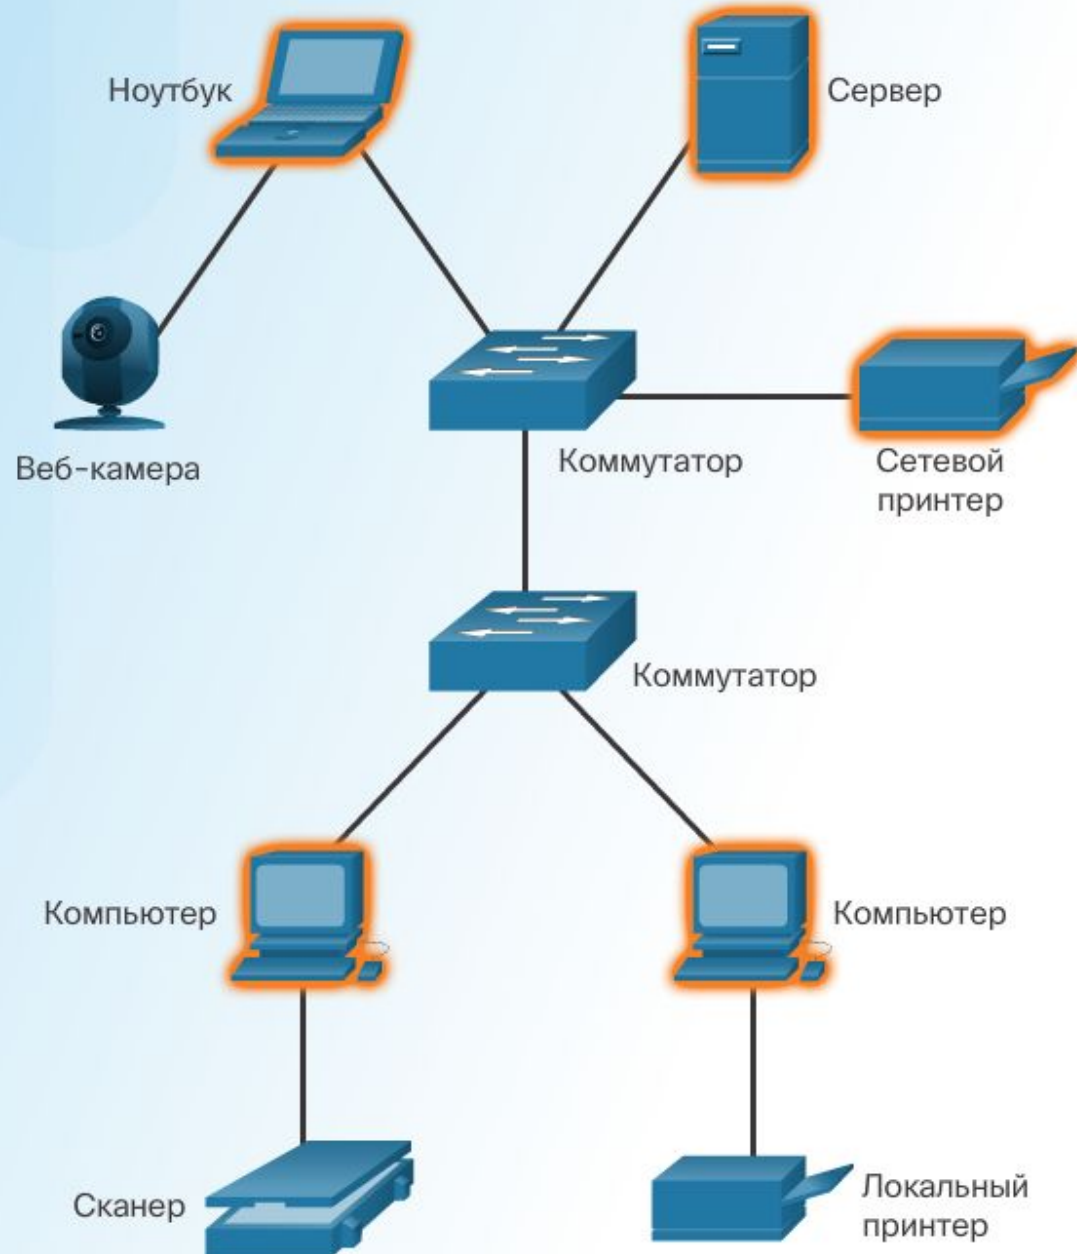 Ноутбук
Сервер
Веб-камера
Коммутатор
Сетевой
принтер
Коммутатор
Компьютер
Компьютер
Сканер
Локальный
принтер